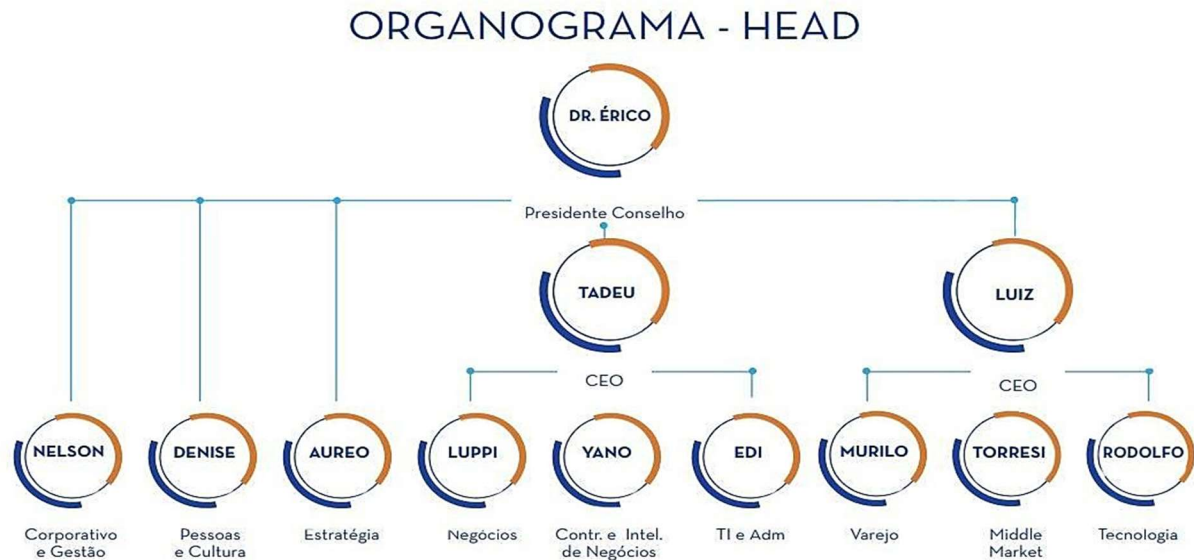 ORGANOGRAMA - HEAD
DR. ÉRICO
Presidente Conselho
TADEU
LUIZ
CEO
CEO
NELSON
DENISE
AUREO
LUPPI
YANO
EDI
MURILO
TORRESI
RODOLFO
Corporativo
e Gestão
Pessoas
e Cultura
Estratégia
Negócios
Contr. e Intel.
de Negócios
TI e Adm
Varejo
Middle
Market
Tecnologia